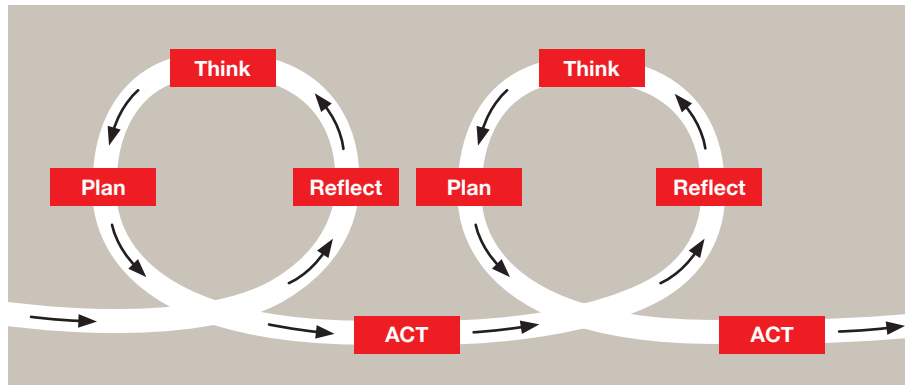 Think
Think
Plan
Reflect
Plan
Reflect
ACT
ACT